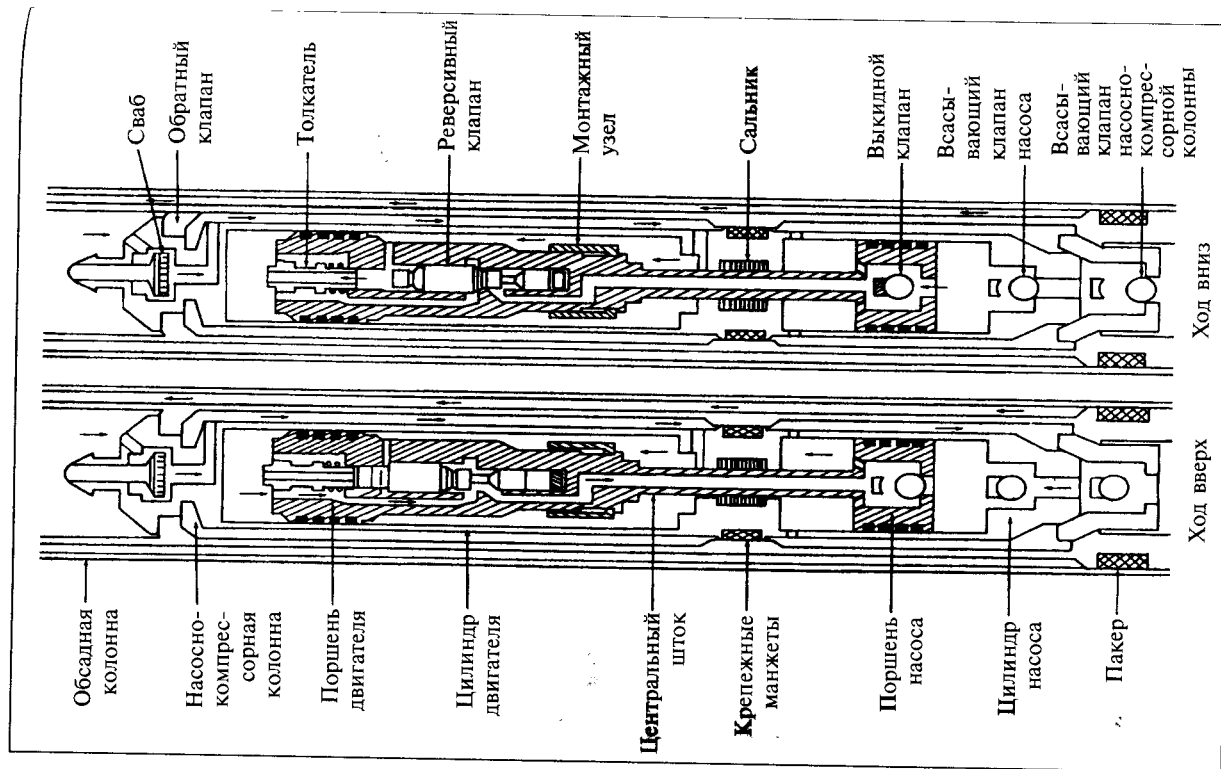 Обсадная
колонна
Насосно-
компрес-
сорная
колонна
Поршень
двигателя
Цилиндр
двигателя
Центральный
шток
Крепежные
манжеты
Поршень
насоса
Цилиндр
насоса
Пакер
Ход вверх
Сваб
Обратный
клапан
Толкатель
Реверсивный
клапан
Монтажный
узел
Сальник
Выкидной
клапан
Всасы-
вающий
клапан
насоса
Всасы-
вающий
клапан
насосно-
компрес-
сорной
колонны
Ход вниз